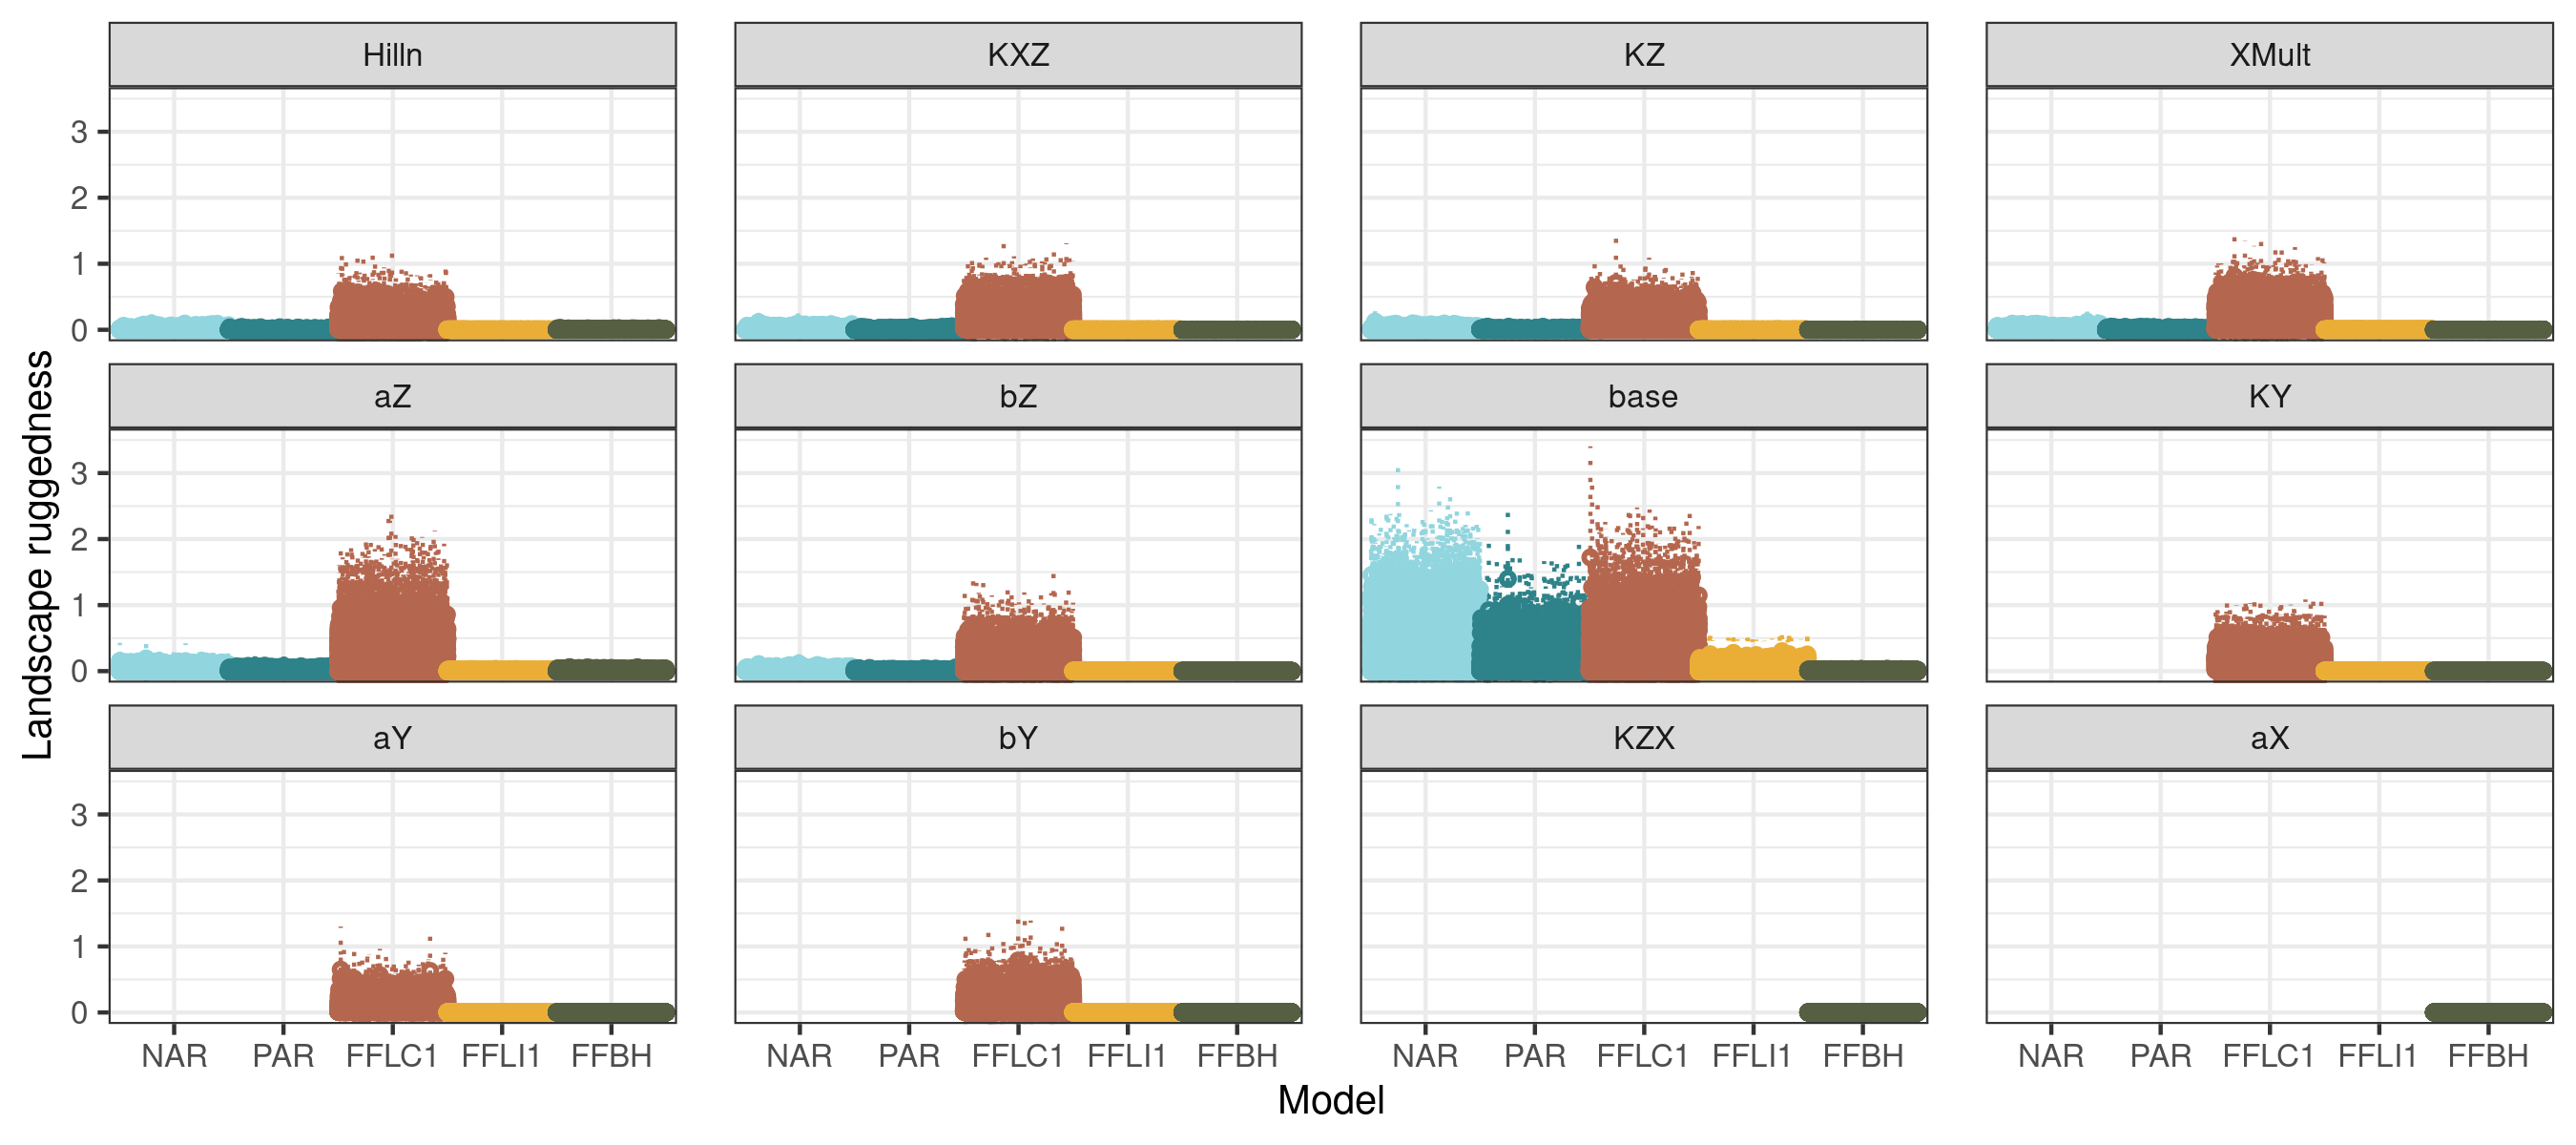 Hilln KXZ KZ XMult
3
2
1
0
aZ bZ base KY
3
2
1
0
Landscape ruggedness
aY bY KZX aX
3
2
1
0
NAR PAR FFLC1 FFLI1 FFBH NAR PAR FFLC1 FFLI1 FFBH NAR PAR FFLC1 FFLI1 FFBH NAR PAR FFLC1 FFLI1 FFBH
Model